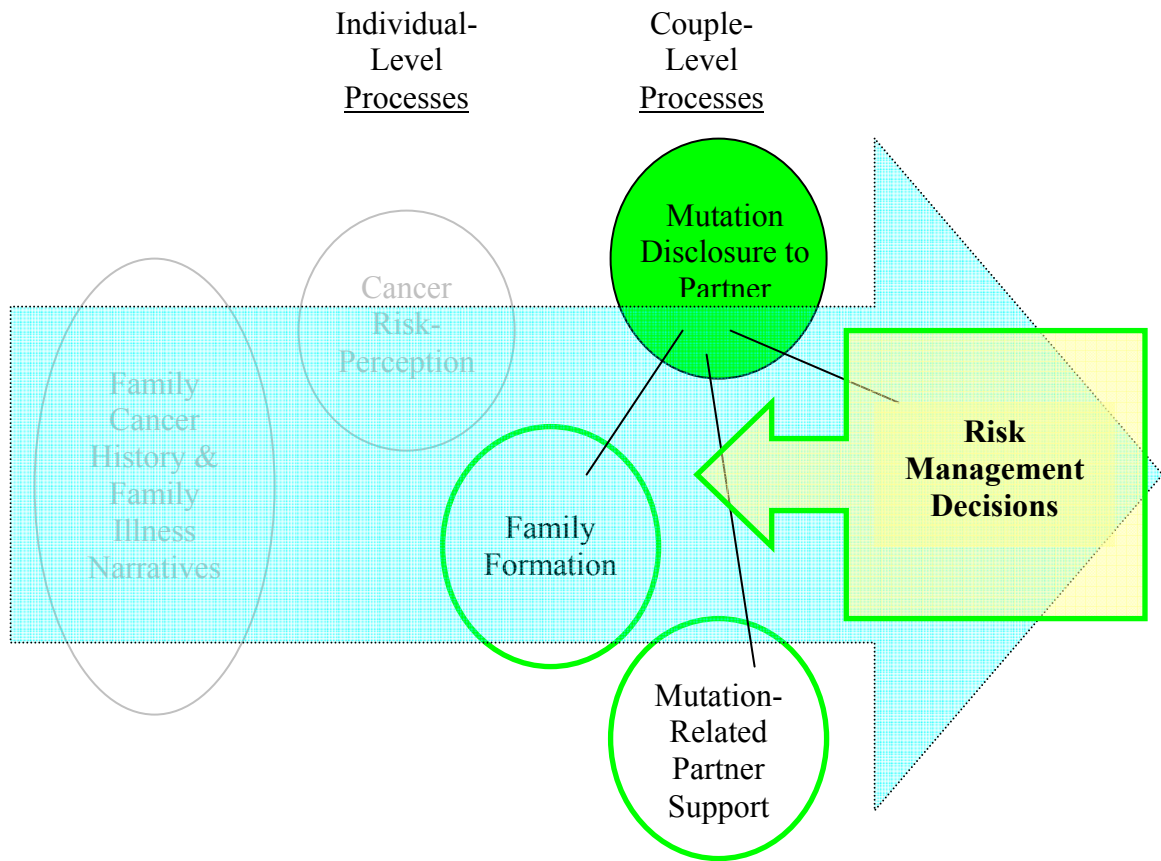 Individual-
Level
Processes
Couple-
Level
Processes
Mutation
Disclosure to
Partner
Cancer
Risk-
Perception
Family
Cancer
History &
Family
Illness
Narratives
Risk
Management
Decisions
Family
Formation
Mutation-
Related
Partner
Support